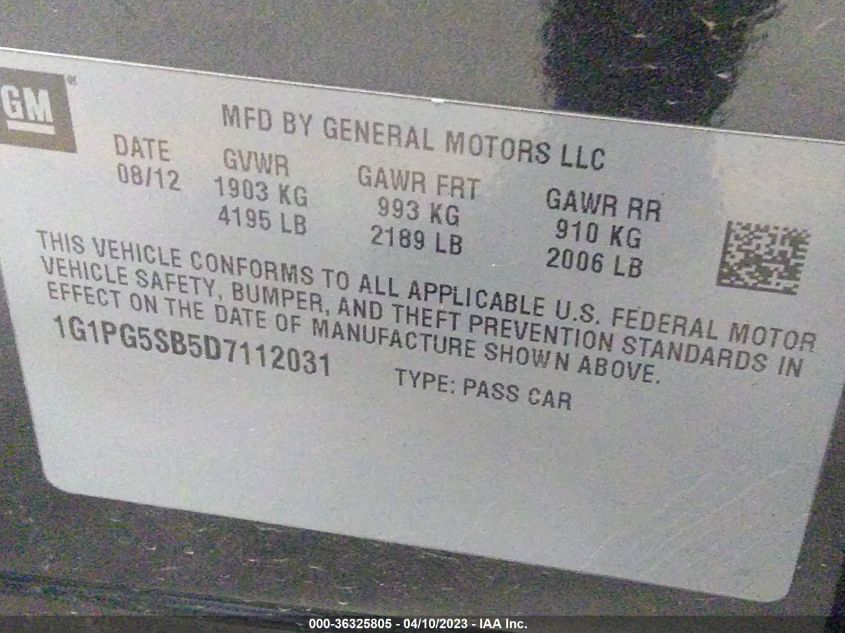 GM
MFD BY GENERAL MOTORS LLC
DATE GVWR GAWR FRT GAWR RR
08/12 1903 KG 993 KG 910 KG
4195 LB 2189 LB 2006 LB
THIS VEHICLE CONFORMS TO ALL APPLICABLE U.S. FEDERAL MOTOR
VEHICLE SAFETY, BUMPER, AND THEFT PREVENTION STANDARDS IN
EFFECT ON THE DATE OF MANUFACTURE SHOWN ABOVE.
1G1PG5SB5D7112031 TYPE: PASS CAR
000-36325805 - 04/10/2023 - IAA Inc.